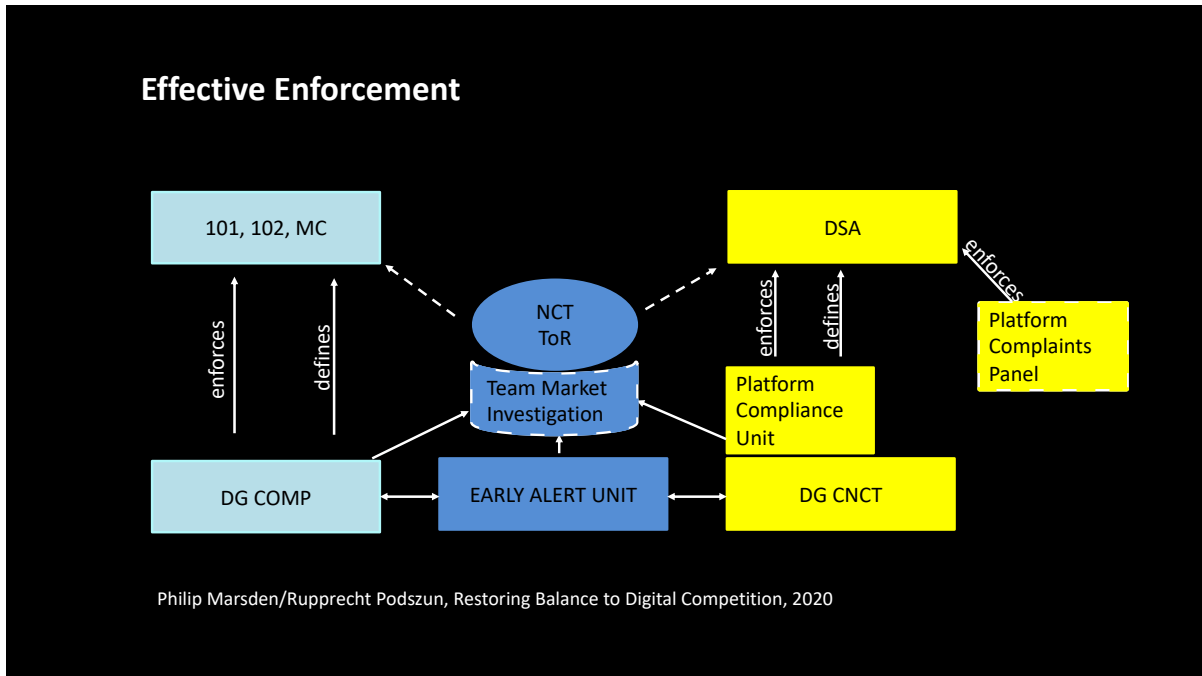 Effective Enforcement
101, 102, MC
DSA
enforces
defines
NCT
ToR
enforces
defines
enforces
Platform
Complaints
Panel
Team Market
Investigation
Platform
Compliance
Unit
DG COMP
EARLY ALERT UNIT
DG CNCT
Philip Marsden/Rupprecht Podszun, Restoring Balance to Digital Competition, 2020